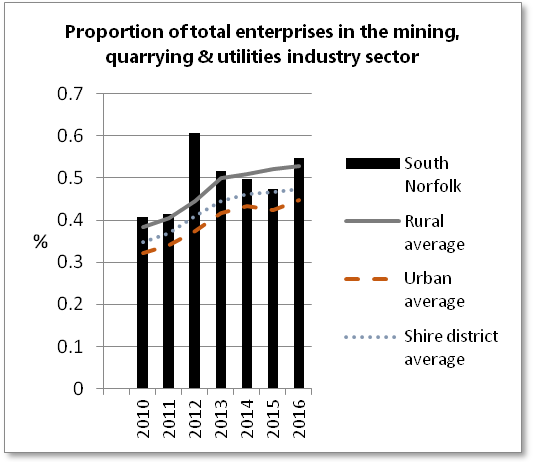 Proportion of total enterprises in the mining,
quarrying & utilities industry sector
0.7
0.6
0.5
0.4
0.3
0.2
0.1
0
%
2010
2011
2012
2013
2014
2015
2016
South
Norfolk
Rural
average
Urban
average
Shire district
average